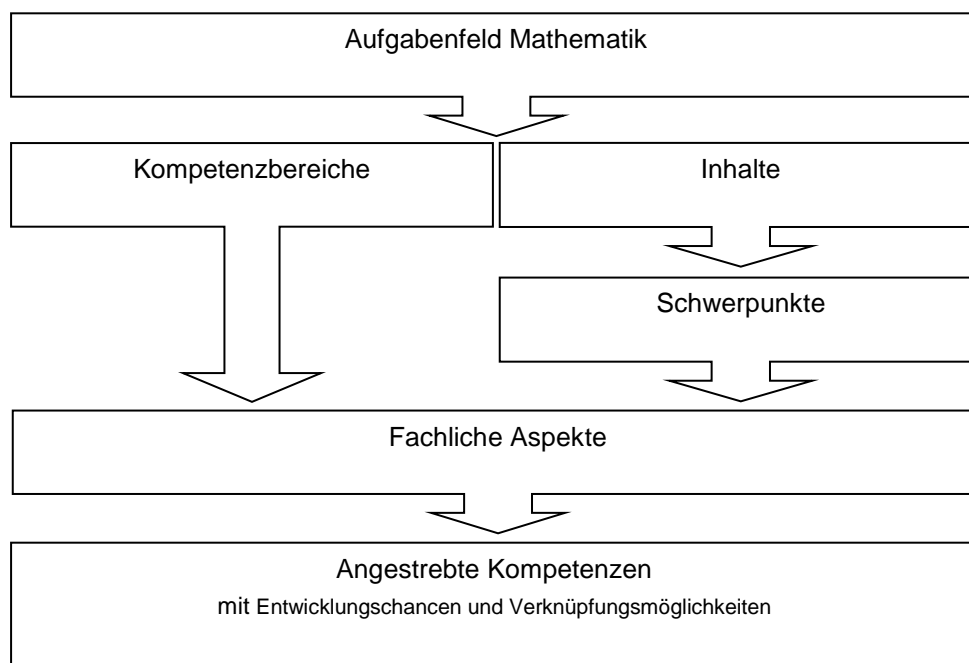 Aufgabenfeld Mathematik
Kompetenzbereiche
Inhalte
Schwerpunkte
Fachliche Aspekte
Angestrebte Kompetenzen
mit Entwicklungschancen und Verknüpfungsmöglichkeiten